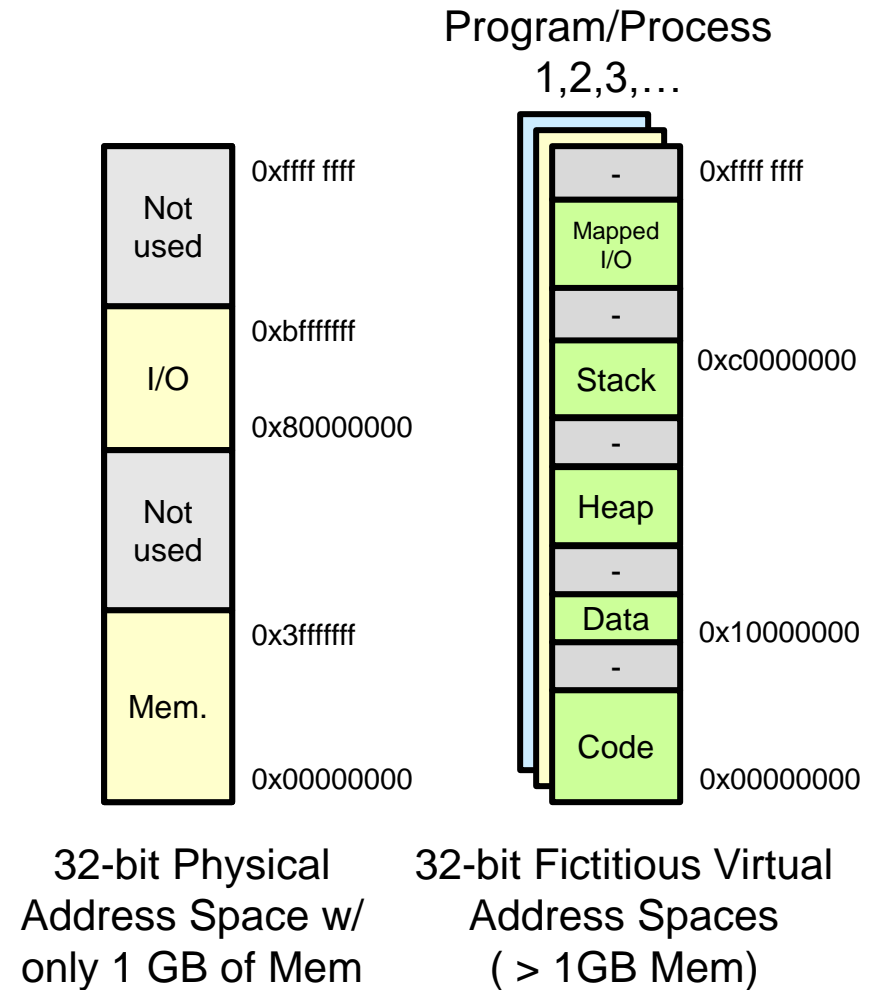 Program/Process
1,2,3,…
0xffff ffff
Not
used
0xbfffffff
I/O
0x80000000
Not
used
0x3fffffff
Mem.
0x00000000
-
0xffff ffff
Mapped
I/O
-
0xc0000000
Stack
-
Heap
-
Data
0x10000000
-
Code
0x00000000
32-bit Physical
Address Space w/
only 1 GB of Mem
32-bit Fictitious Virtual
Address Spaces
( > 1GB Mem)